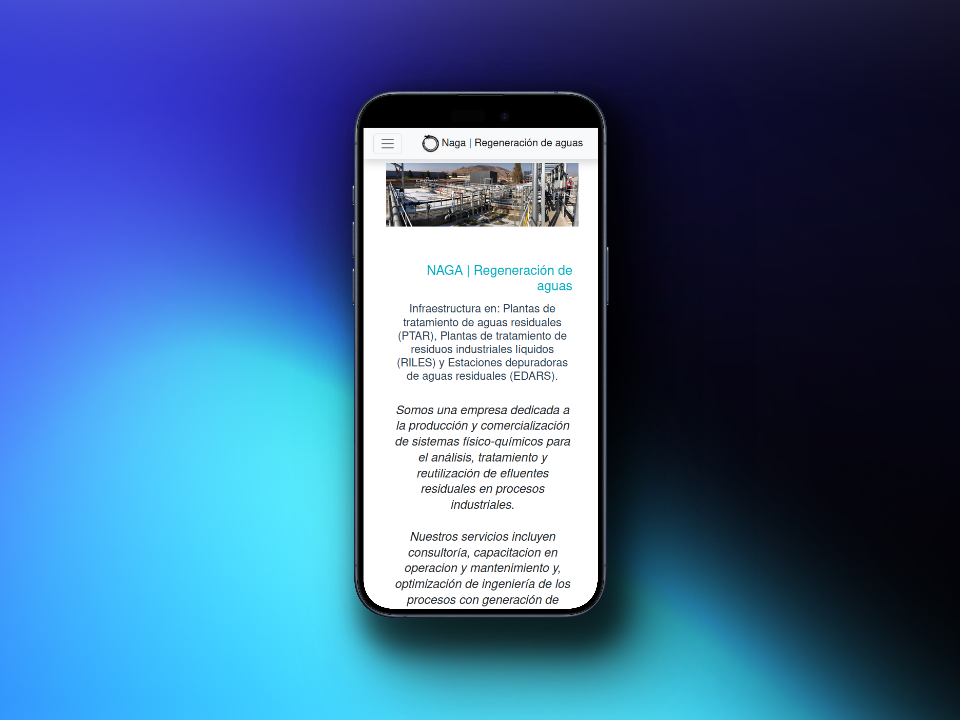 Naga | Regeneración de aguas
NAGA | Regeneración de
aguas
Infraestructura en: Plantas de
tratamiento de aguas residuales
(PTAR), Plantas de tratamiento de
residuos industriales líquidos
(RILES) y Estaciones depuradoras
de aguas residuales (EDARS).
Somos una empresa dedicada a
la producción y comercialización
de sistemas físico-químicos para
el análisis, tratamiento y
reutilización de efluentes
residuales en procesos
industriales.
Nuestros servicios incluyen
consultoría, capacitacion en
operacion y mantenimiento y,
optimización de ingeniería de los
procesos con generación de